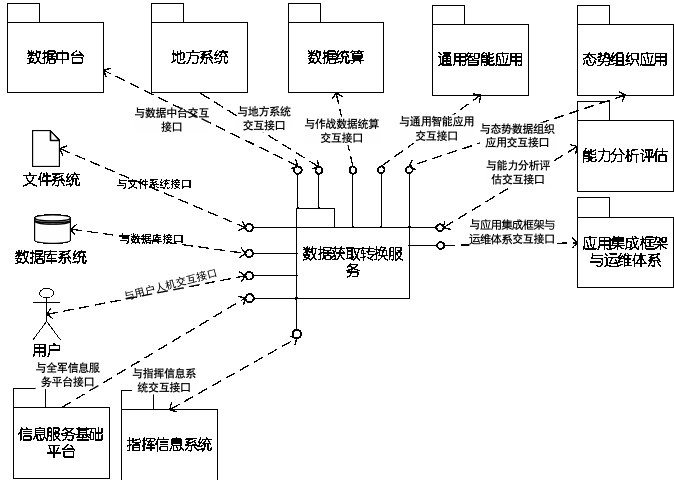 数据中台
地方系统
数据统算
通用智能应用
态势组织应用
与数据中台交互
接口
与地方系统
交互接口
与作战数据统算
交互接口
与通用智能应用
交互接口
与态势数据组织
应用交互接口
能力分析评估
文件系统
与文件系统接口
与能力分析评
估交互接口
数据库系统
与数据库接口
数据获取转换服
务
与应用集成框架与
运维体系交互接口
应用集成框架
与运维体系
与用户人机交互接口
用户
与全军信息服
务平台接口
与指挥信息系
统交互接口
信息服务基础
平台
指挥信息系统